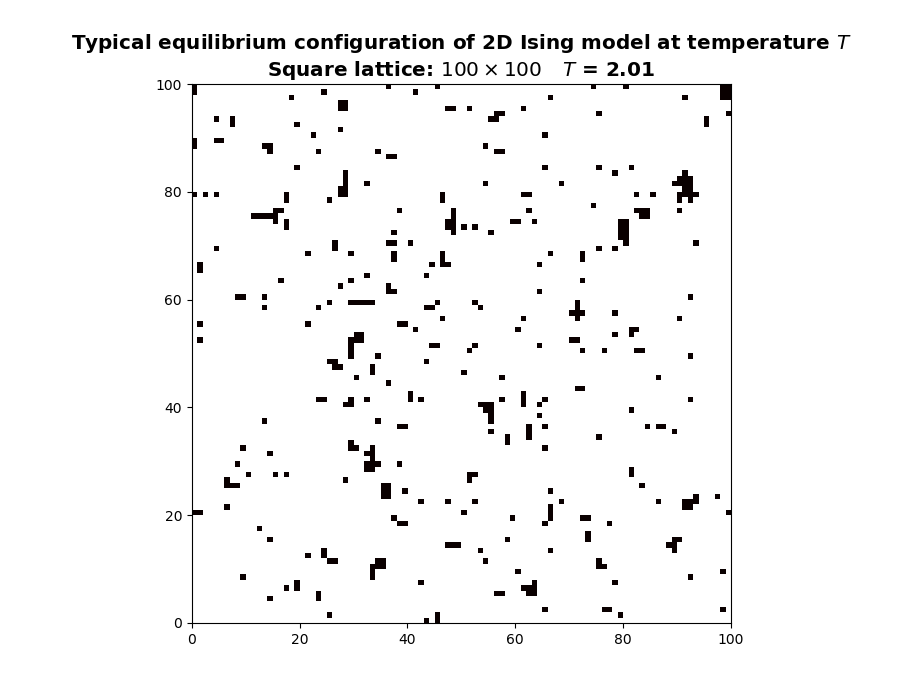 Typical equilibrium configuration of 2D Ising model at temperature T
Square lattice: 100 × 100 T = 2.01
100
80
60
40
20
0
0 20 40 60 80 100